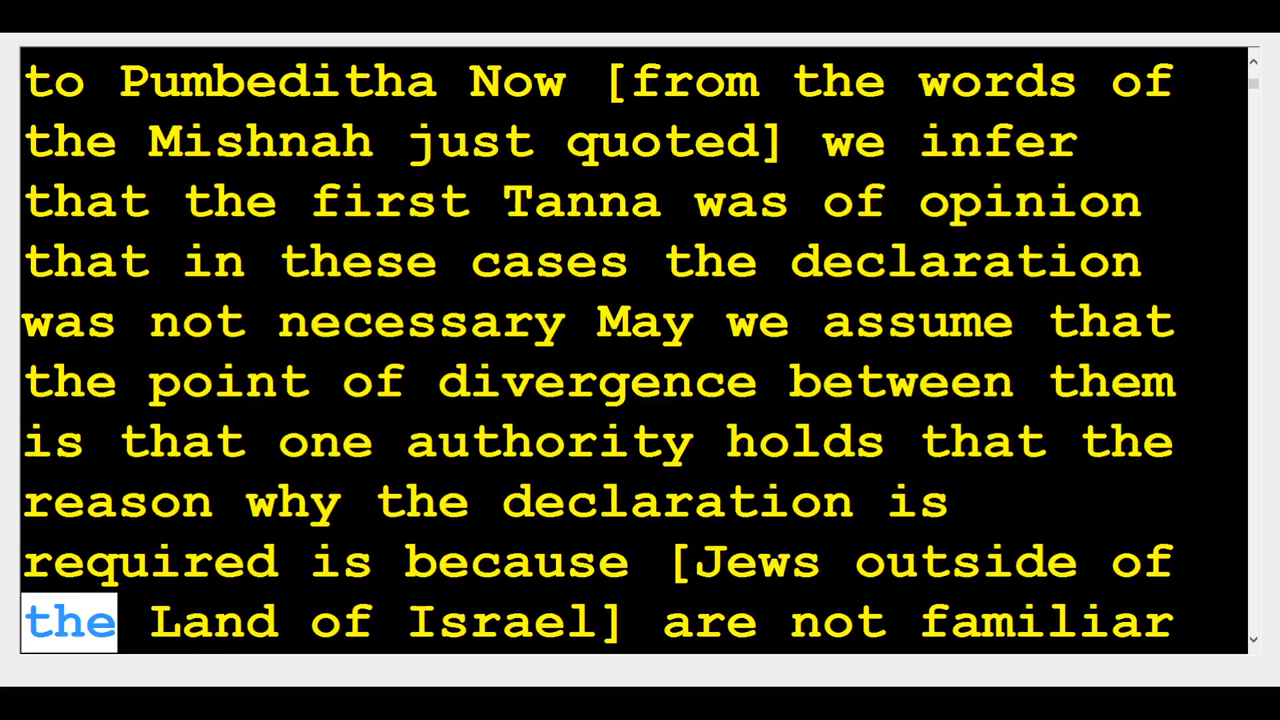 to Pumbeditha Now [from the words of
the Mishnah just quoted] we infer
that the first Tanna was of opinion
that in these cases the declaration
was not necessary May we assume that
the point of divergence between them
is that one authority holds that the
reason why the declaration is
required is because [Jews outside of
the Land of Israel] are not familiar